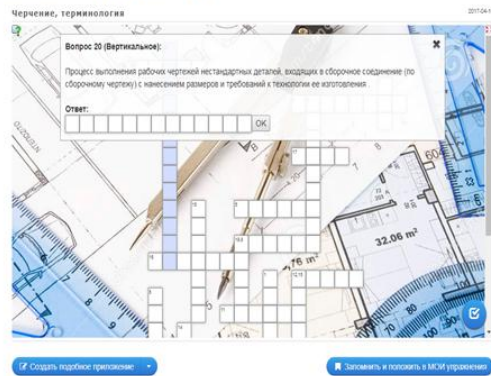 Черчение, терминология
Вопрос 20 (Вертикальное):
Процесс выполнения рабочих чертежей нестандартных деталей, входящих в сборочное соединение (по
сборочному чертежу) с нанесением размеров и требований к технологии ее изготовления
Ответ:
OK
32.06 m²
Создать подобное приложение
Запомнить и положить в МОИ упражнения